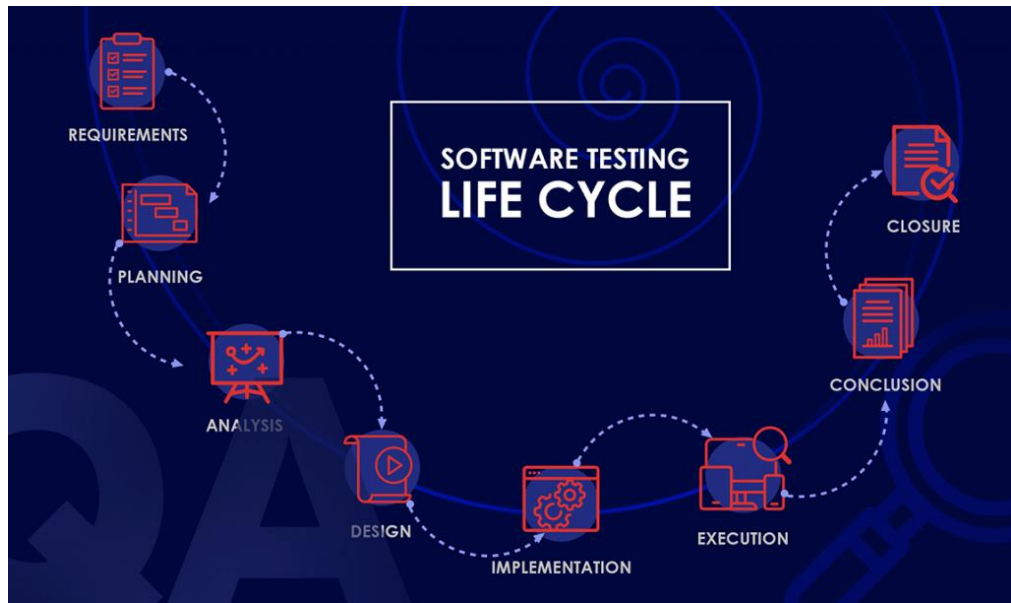 SOFTWARE TESTING
LIFE CYCLE
REQUIREMENTS
PLANNING
ANALYSIS
DESIGN
IMPLEMENTATION
EXECUTION
CONCLUSION
CLOSURE
QA